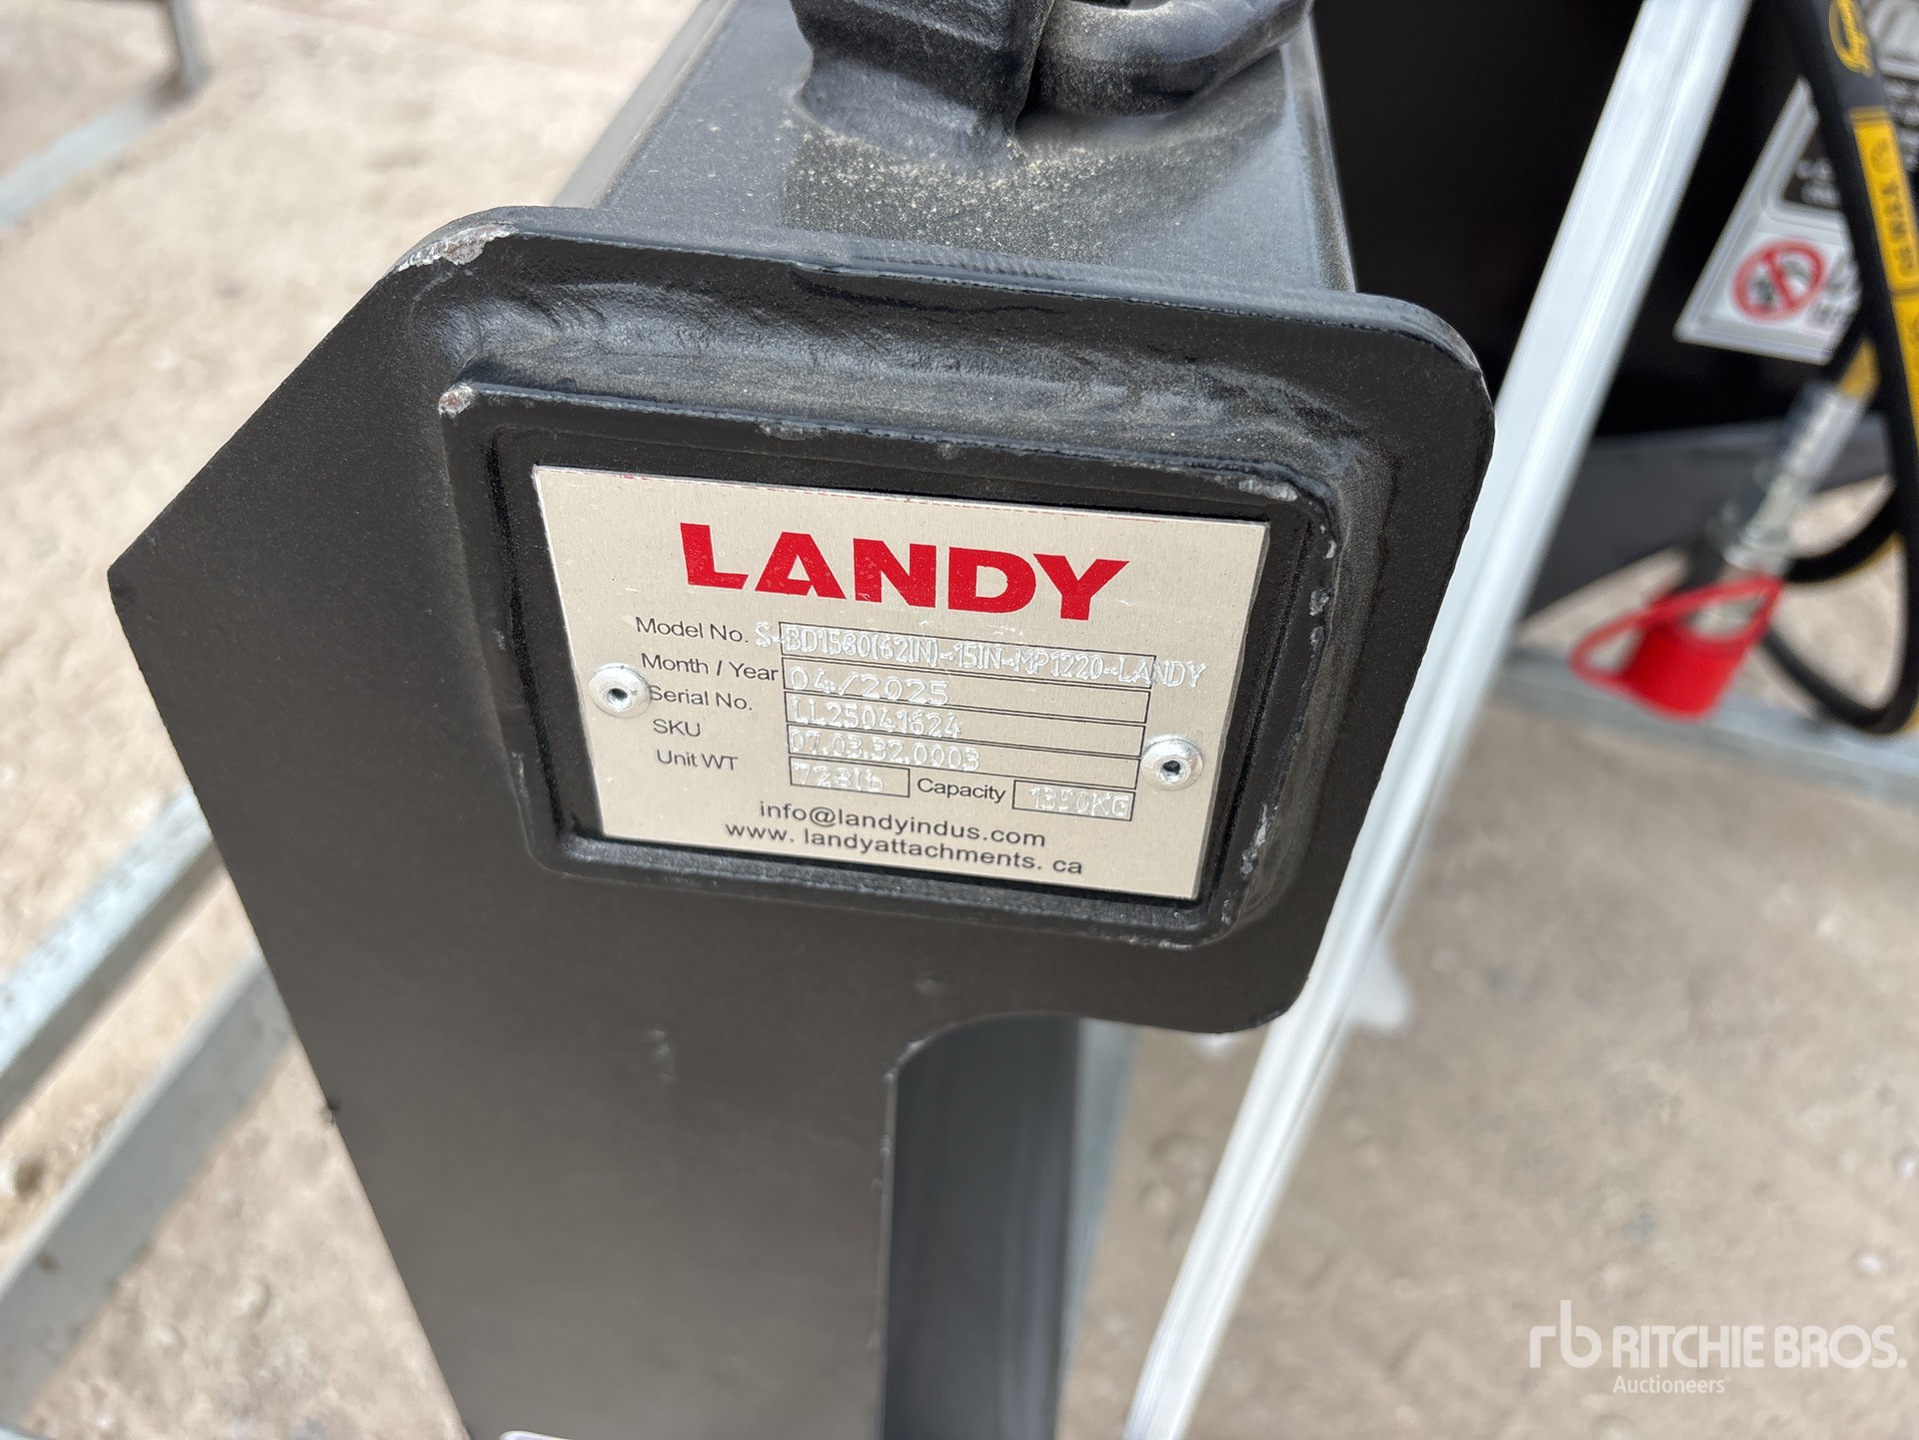 LANDY
Model No. S-BD1580(62IN)-15IN-MP1220-LANDY
Month / Year 04/2025
Serial No. LL25041624
SKU 07.03.32.0003
Unit WT 728lb Capacity 1350KG
info@landyindus.com
www. landyattachments. ca
rb RITCHIE BROS.
Auctioneers